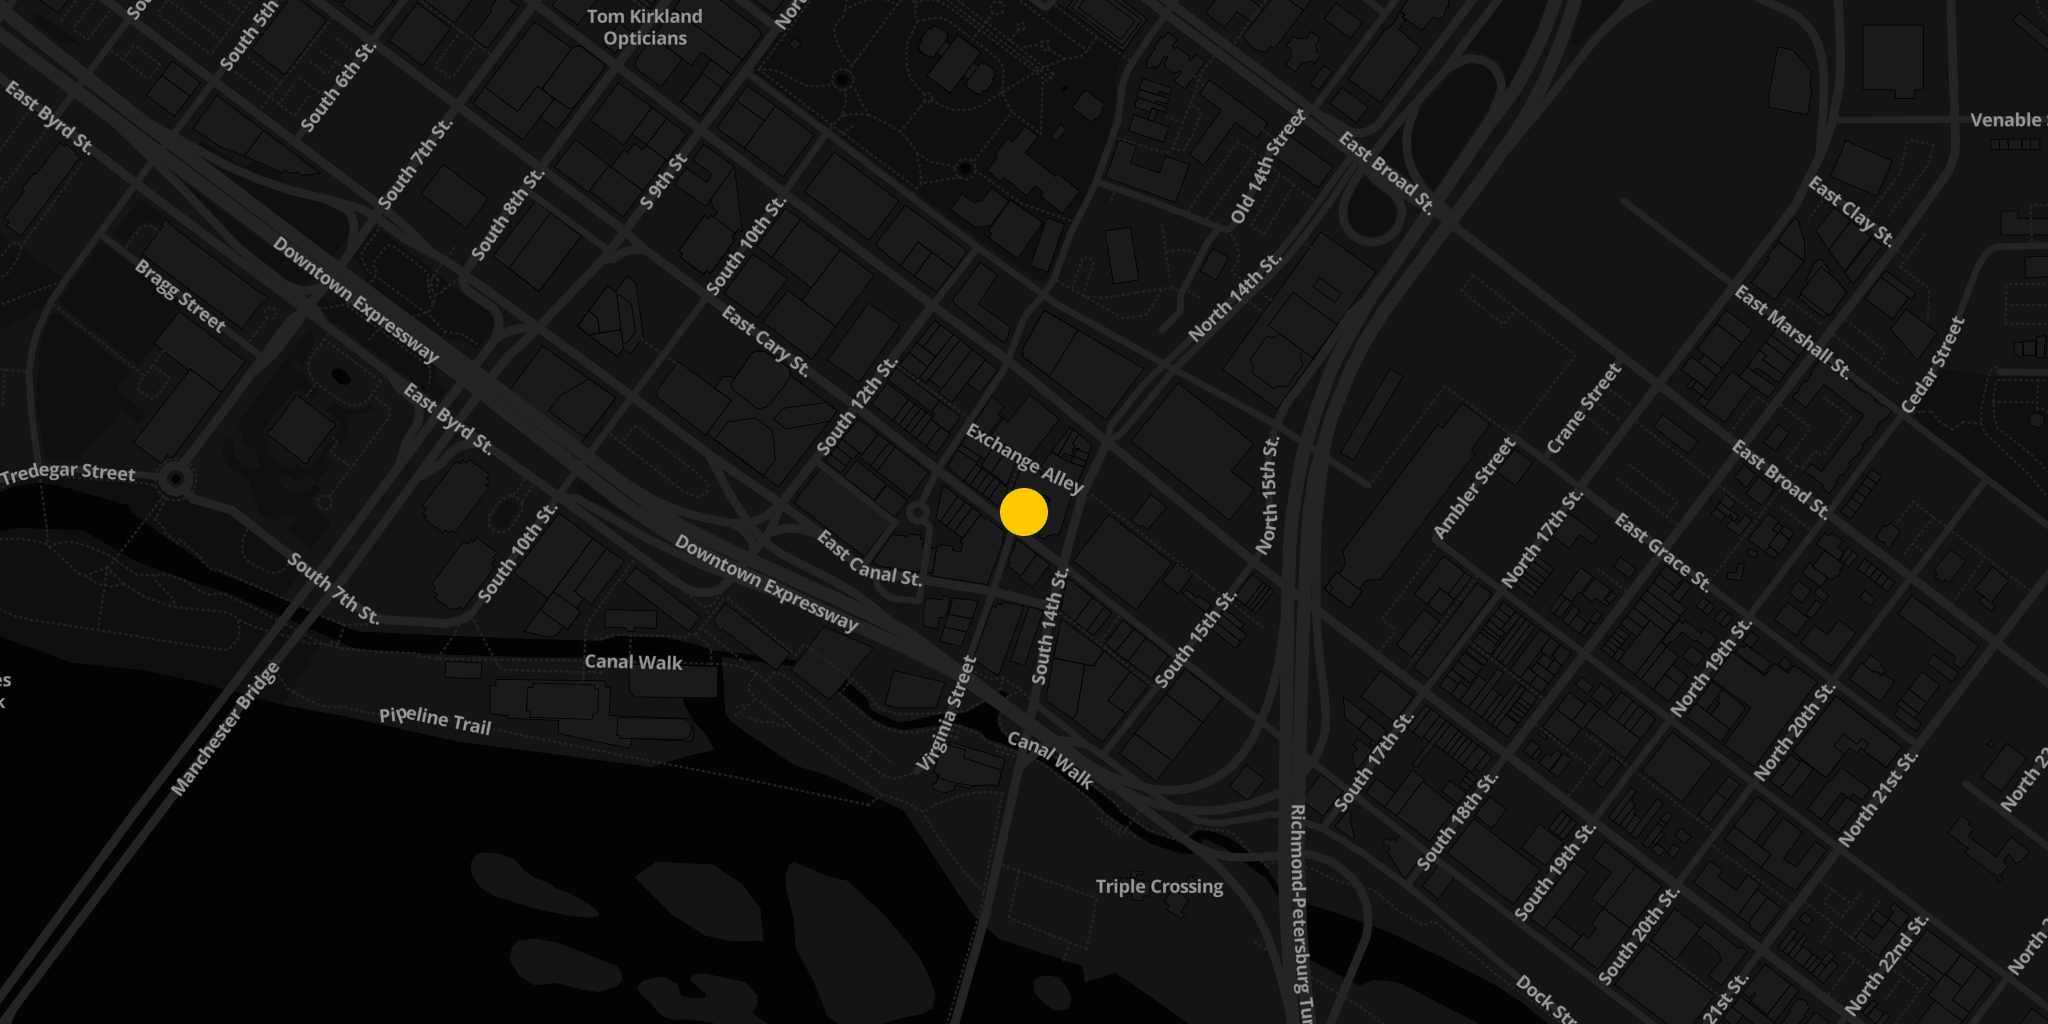 Tom Kirkland
Opticians
South 5th
South 6th St.
East Byrd St.
South 7th St.
South 8th St.
S 9th St
South 10th St.
Old 14th Street
East Broad St.
Venable
East Clay St.
Bragg Street
Downtown Expressway
East Cary St.
North 14th St.
East Marshall St.
Cedar Street
East Byrd St.
South 12th St.
Exchange Alley
Crane Street
Ambler Street
East Broad St.
Tredegar Street
North 15th St.
North 17th St.
East Grace St.
South 10th St.
South 7th St.
Downtown Expressway
East Canal St.
South 14th St.
South 15th St.
North 19th St.
Canal Walk
Manchester Bridge
Pipeline Trail
Virginia Street
Canal Walk
South 17th St.
North 20th St.
North 21st St.
North 22
South 18th St.
South 19th St.
Triple Crossing
Richmond-Petersburg Tur
South 20th St.
North 22nd St.
North 2
Dock Str
21st St.